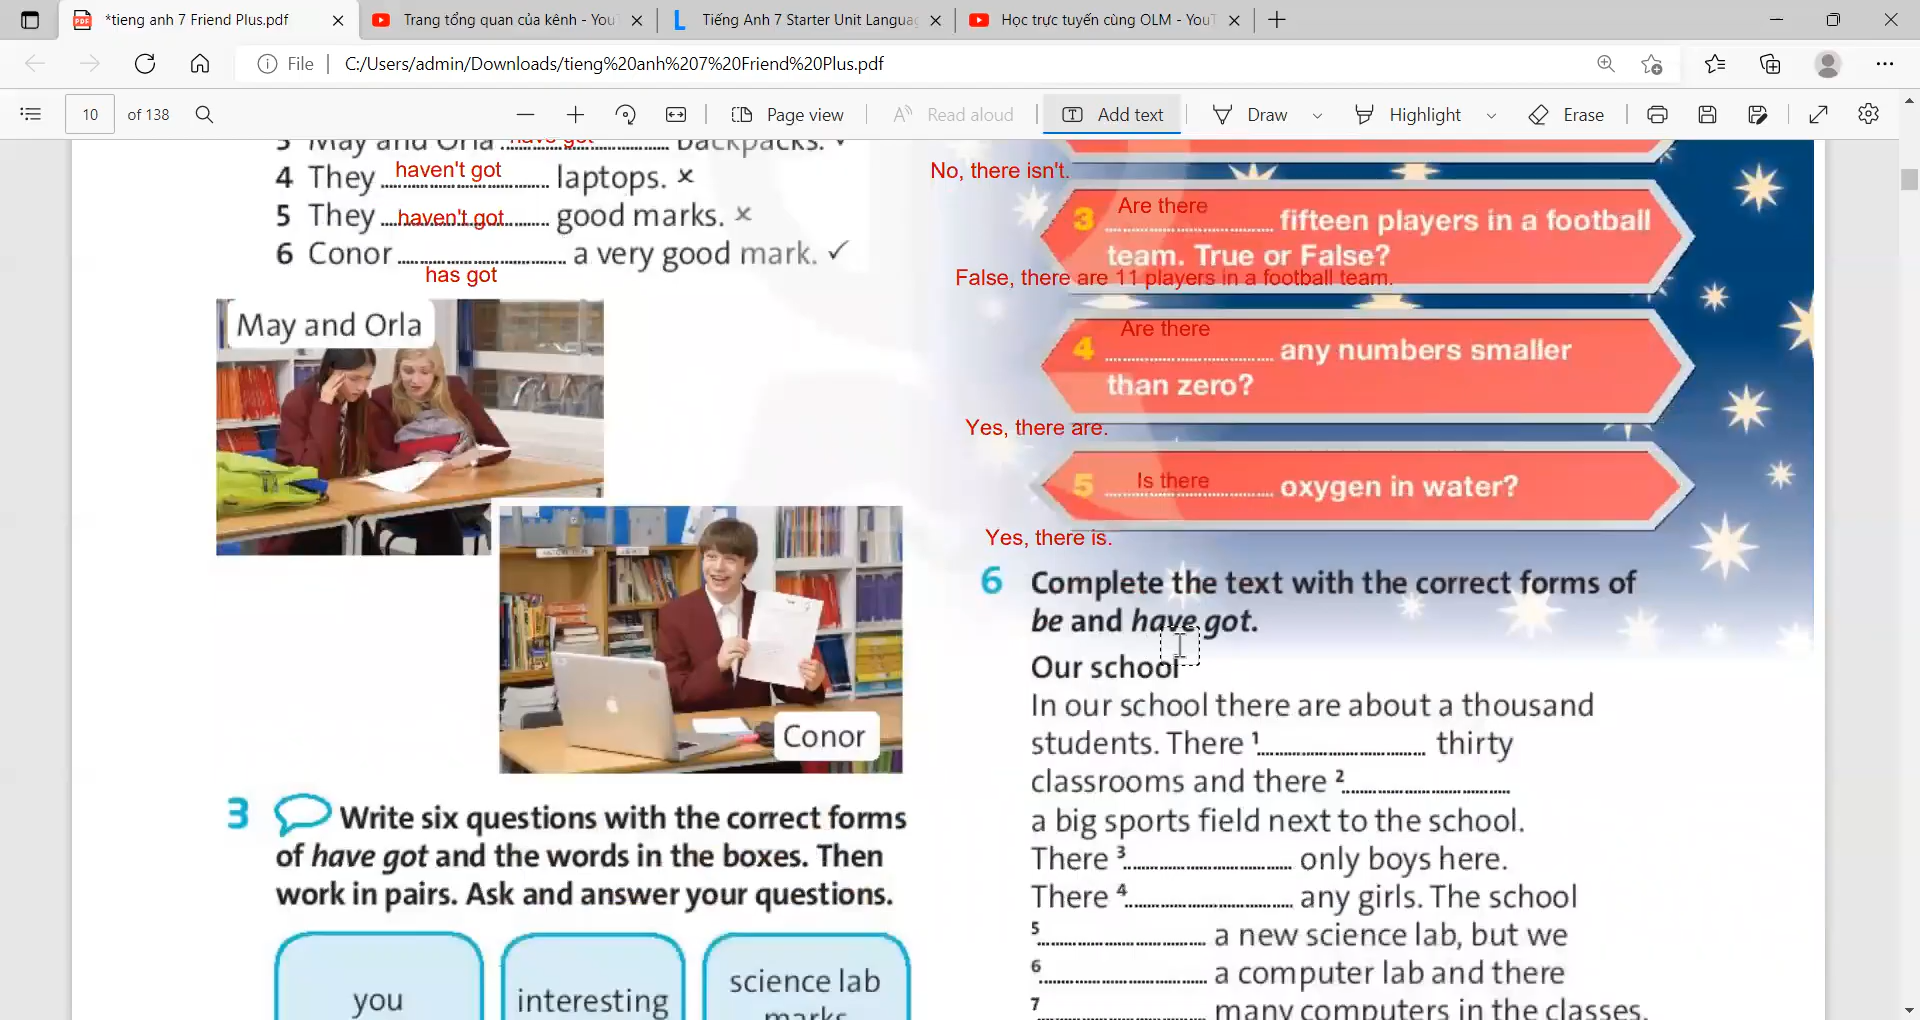 *tieng anh 7 Friend Plus.pdf
Trang tổng quan của kênh - You
Tiếng Anh 7 Starter Unit Langua
Học trực tuyến cùng OLM - YouT
File
C:/Users/admin/Downloads/tieng%20anh%207%20Friend%20Plus.pdf
10 of 138
Page view
Read aloud
Add text
Draw
Highlight
Erase
3 May and Orla have got backpacks. ✓
4 They haven't got laptops. ×
5 They haven't got good marks. ×
6 Conor has got a very good mark. ✓
May and Orla
Conor
3 Write six questions with the correct forms
of have got and the words in the boxes. Then
work in pairs. Ask and answer your questions.
you
interesting
science lab
marks
No, there isn't.
3 Are there fifteen players in a football
team. True or False?
False, there are 11 players in a football team.
4 Are there any numbers smaller
than zero?
Yes, there are.
5 Is there oxygen in water?
Yes, there is.
6 Complete the text with the correct forms of
be and have got.
Our school
In our school there are about a thousand
students. There 1 thirty
classrooms and there 2
a big sports field next to the school.
There 3 only boys here.
There 4 any girls. The school
5 a new science lab, but we
6 a computer lab and there
7 many computers in the classes.